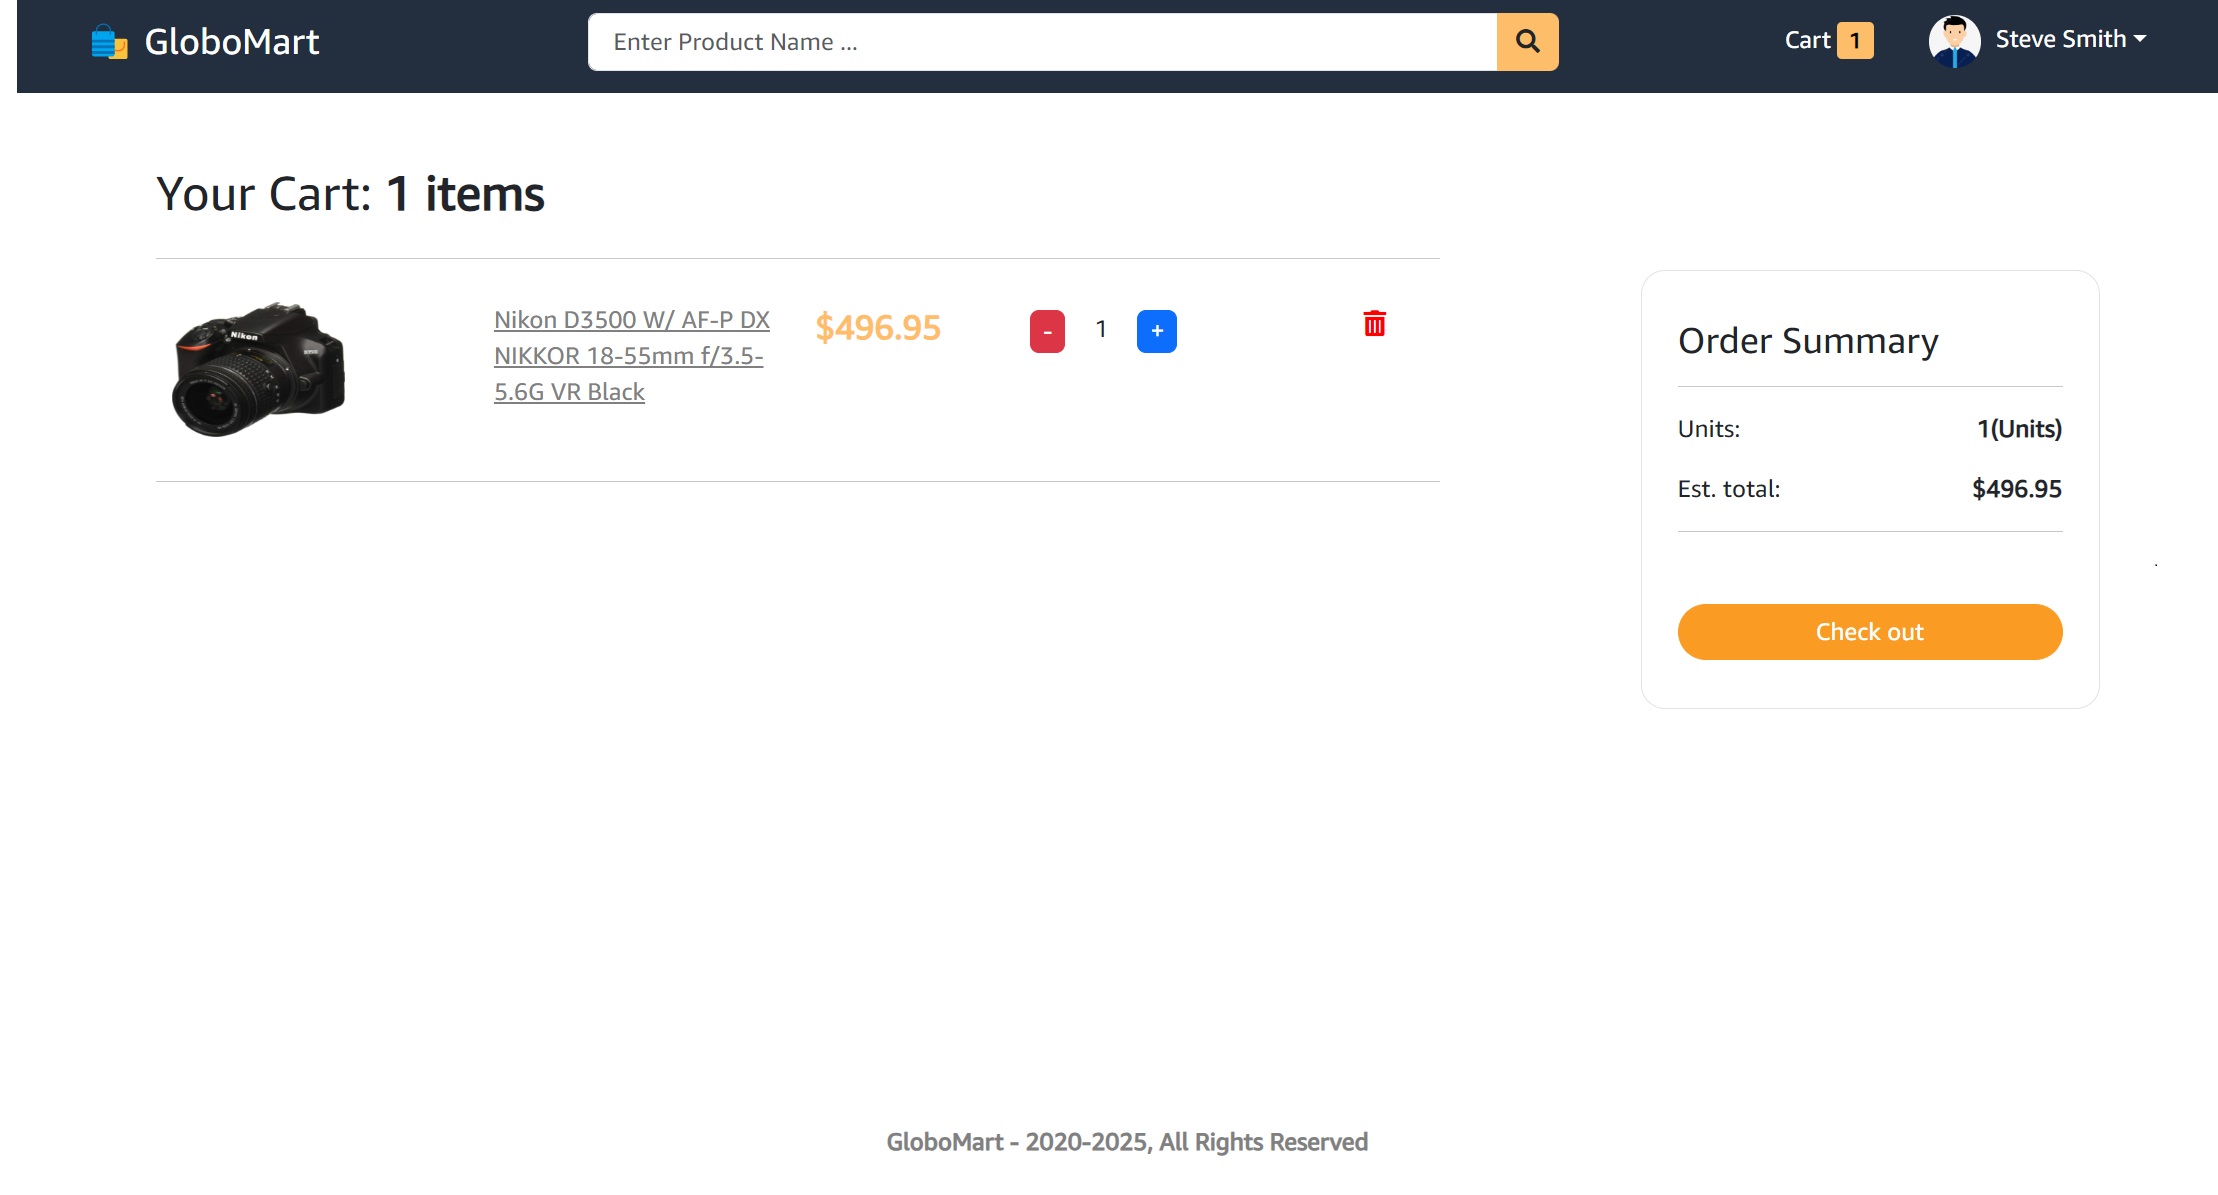 GloboMart
Enter Product Name ...
Cart 1
Steve Smith
Your Cart: 1 items
Nikon
Nikon D3500 W/ AF-P DX
NIKKOR 18-55mm f/3.5-
5.6G VR Black
$496.95
- 1 +
Order Summary
Units: 1(Units)
Est. total: $496.95
Check out
GloboMart - 2020-2025, All Rights Reserved